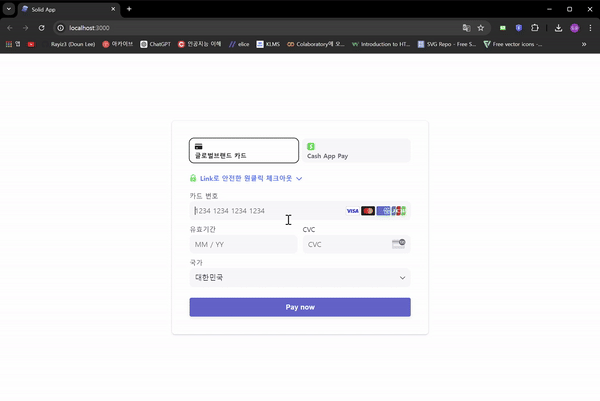 Solid App
localhost:3000
앱
Rayiz3 (Doun Lee)
아카이브
ChatGPT
인공지능 이해
elice
KLMS
Colaboratory에 오...
Introduction to HT...
SVG Repo - Free S...
Free vector icons -...
글로벌브랜드 카드
Cash App Pay
Link로 안전한 원클릭 체크아웃
카드 번호
1234 1234 1234 1234
VISA
유효기간
CVC
MM / YY
CVC
국가
대한민국
Pay now